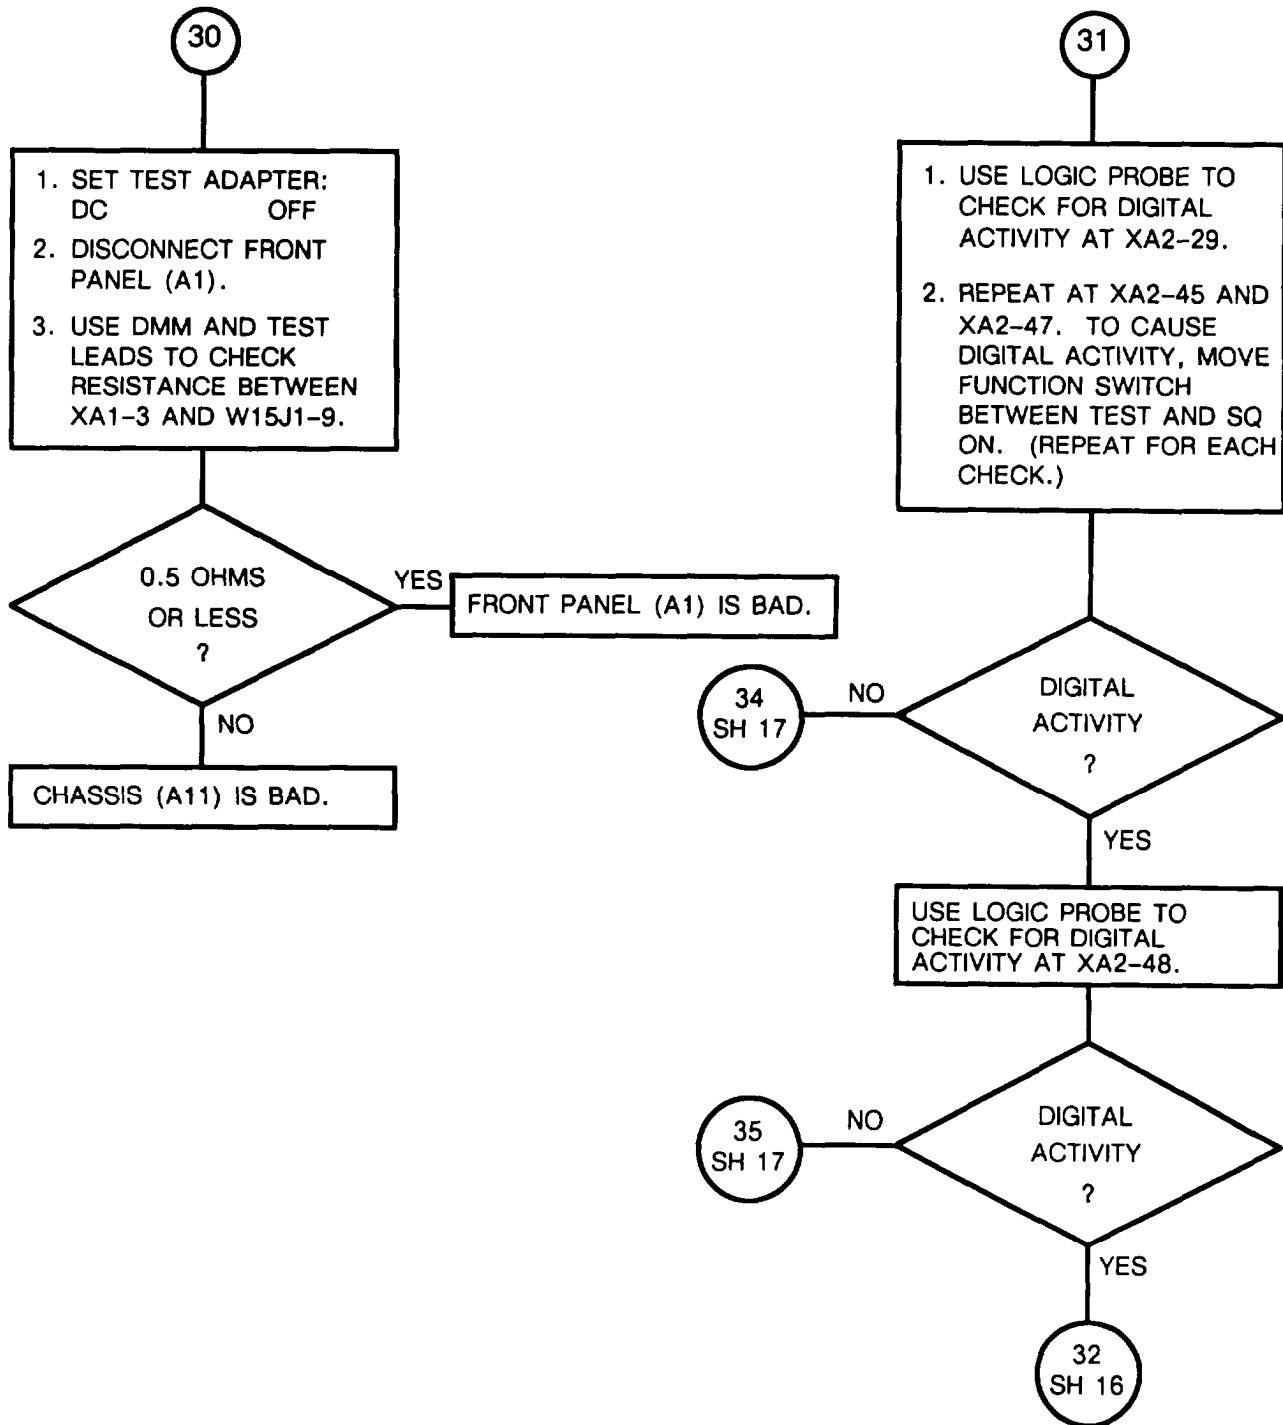 30
1. SET TEST ADAPTER:
DC OFF
2. DISCONNECT FRONT
PANEL (A1).
3. USE DMM AND TEST
LEADS TO CHECK
RESISTANCE BETWEEN
XA1-3 AND W15J1-9.
0.5 OHMS
OR LESS
?
YES
FRONT PANEL (A1) IS BAD.
NO
CHASSIS (A11) IS BAD.
31
1. USE LOGIC PROBE TO
CHECK FOR DIGITAL
ACTIVITY AT XA2-29.
2. REPEAT AT XA2-45 AND
XA2-47. TO CAUSE
DIGITAL ACTIVITY, MOVE
FUNCTION SWITCH
BETWEEN TEST AND SQ
ON. (REPEAT FOR EACH
CHECK.)
DIGITAL
ACTIVITY
?
NO
34
SH 17
YES
USE LOGIC PROBE TO
CHECK FOR DIGITAL
ACTIVITY AT XA2-48.
DIGITAL
ACTIVITY
?
NO
35
SH 17
YES
32
SH 16